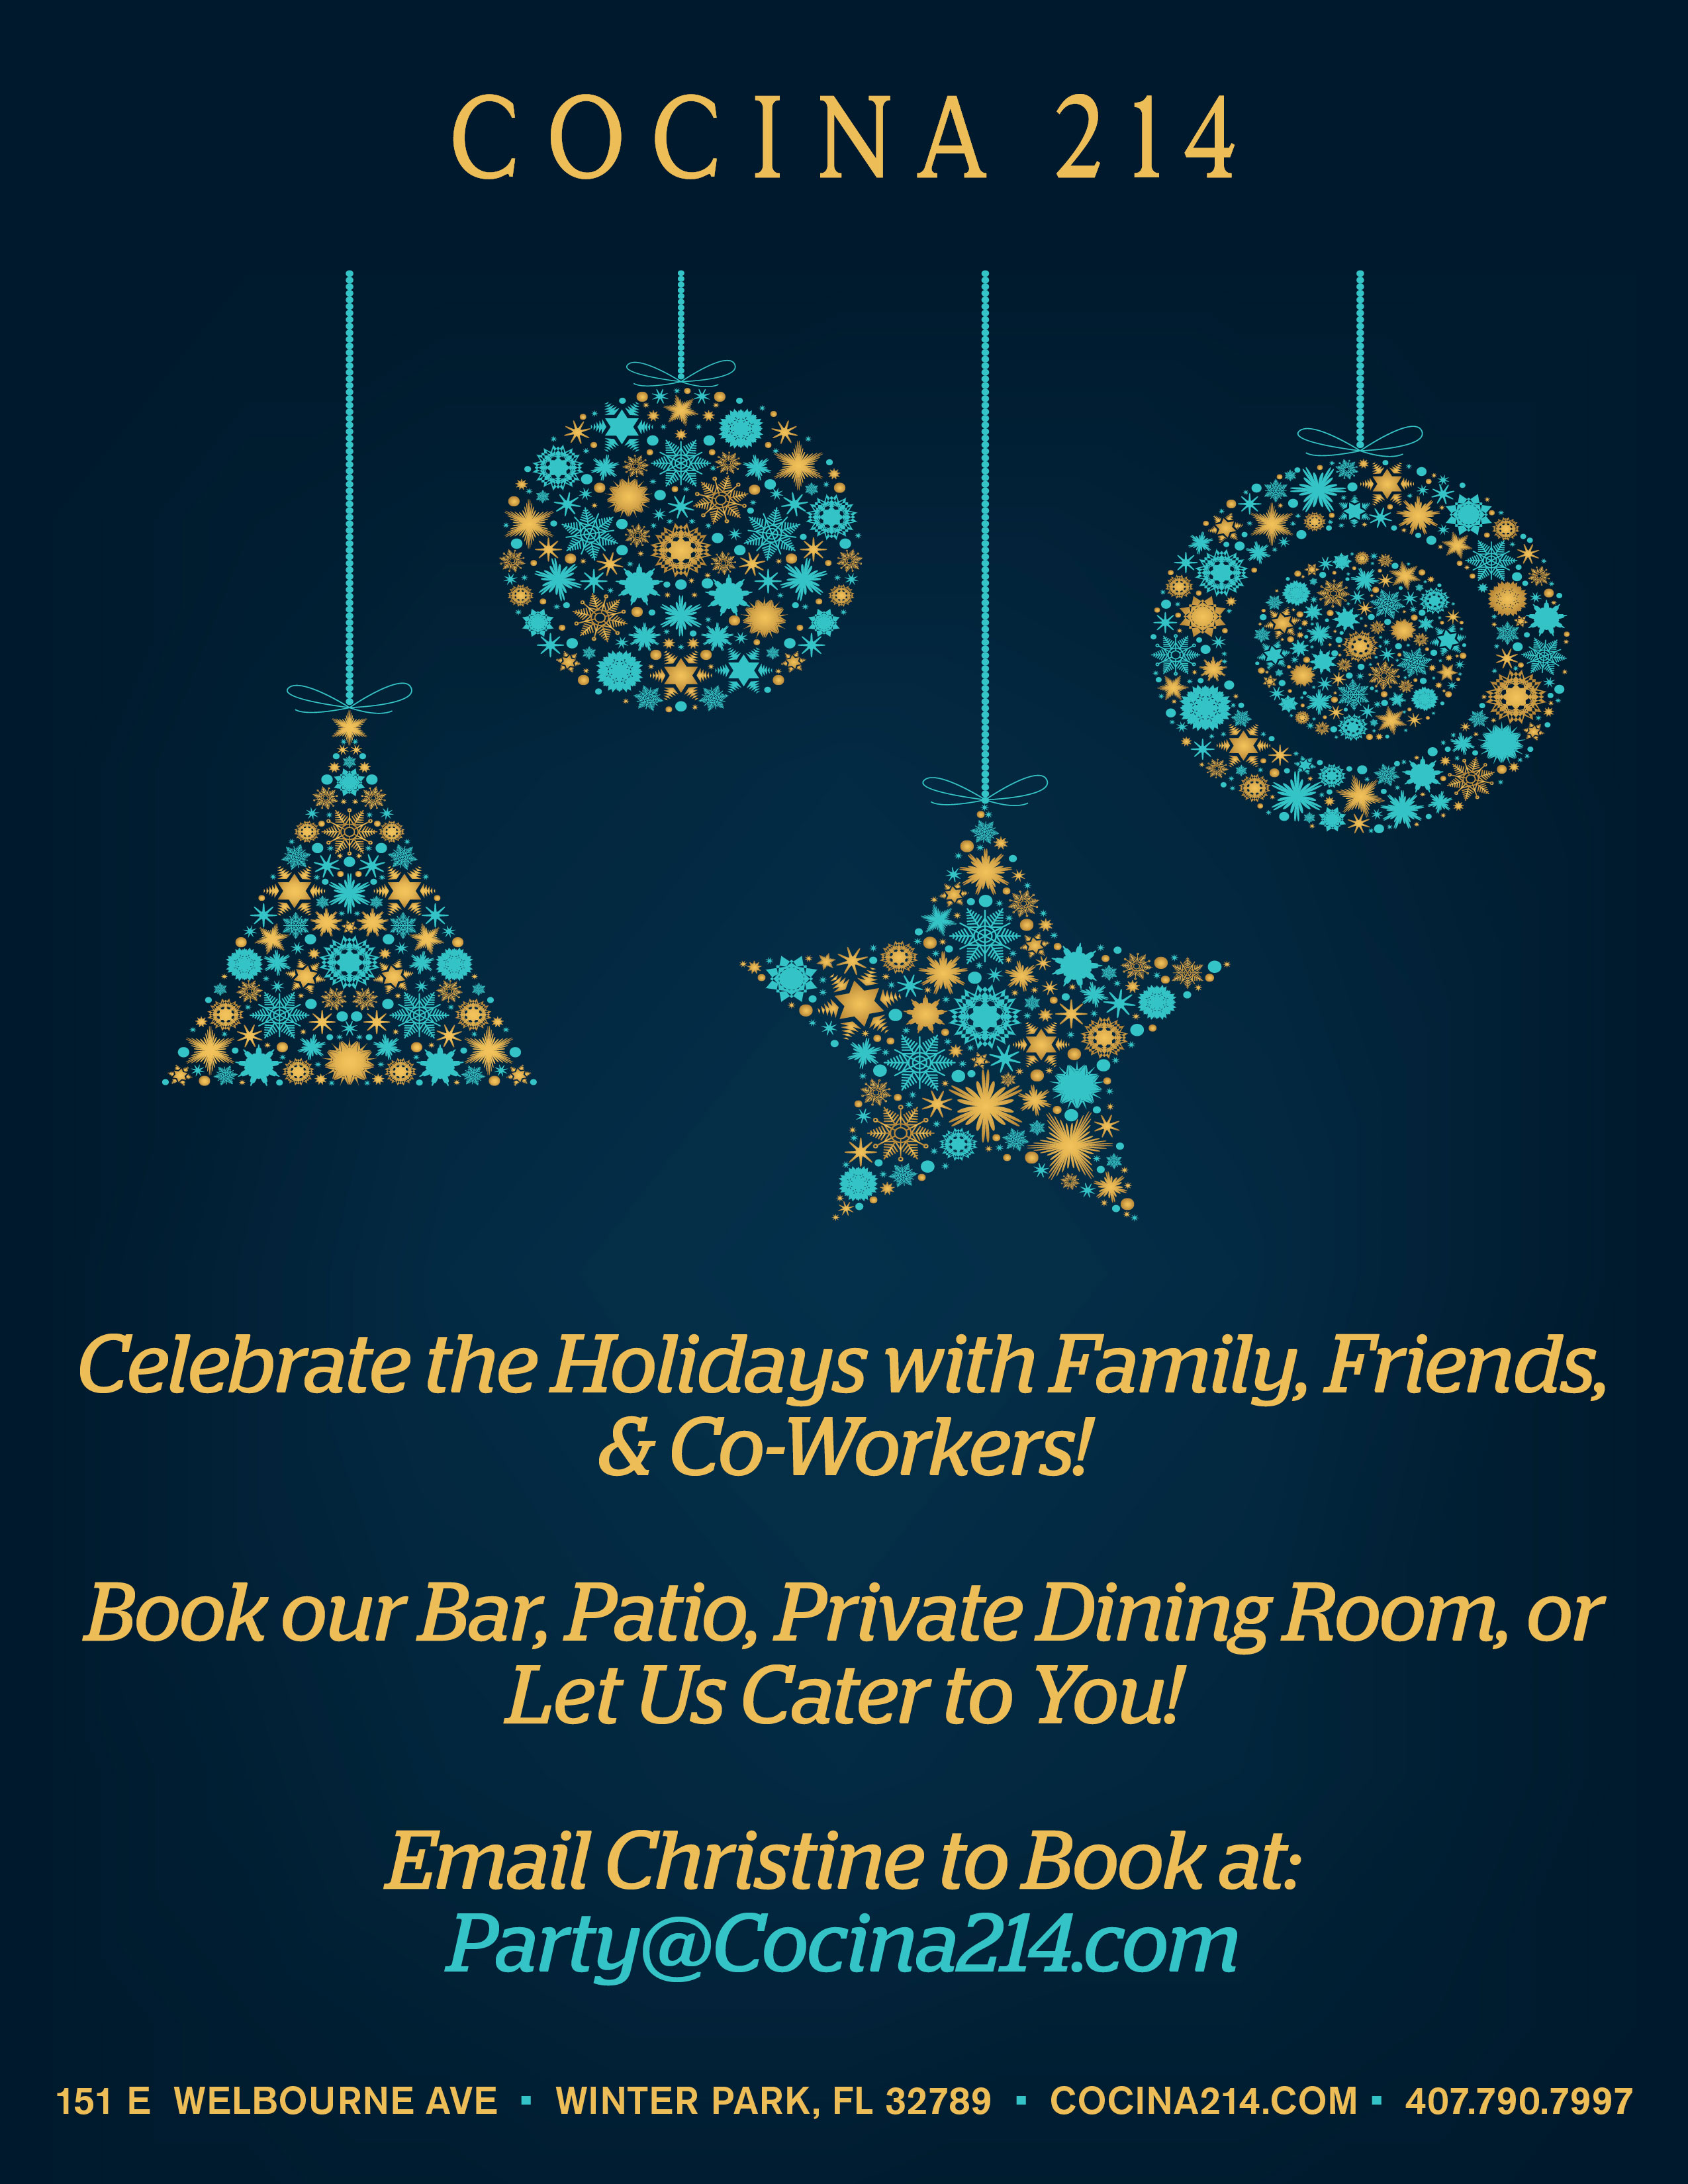 COCINA 214
Celebrate the Holidays with Family, Friends,
& Co-Workers!
Book our Bar, Patio, Private Dining Room, or
Let Us Cater to You!
Email Christine to Book at:
Party@Cocina214.com
151 E WELBOURNE AVE ▪ WINTER PARK, FL 32789 ▪ COCINA214.COM ▪ 407.790.7997